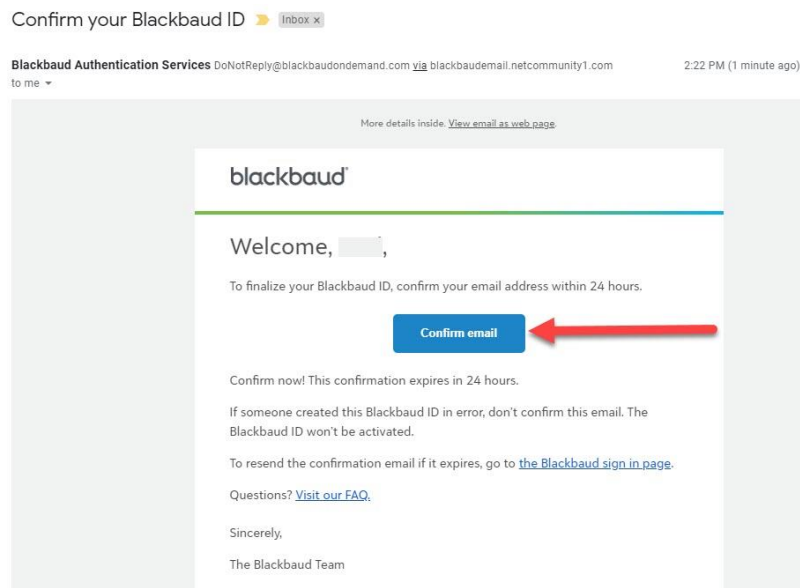 Confirm your Blackbaud ID Inbox x
Blackbaud Authentication Services DoNotReply@blackbaudondemand.com via blackbaudemail.netcommunity1.com 2:22 PM (1 minute ago)
to me
More details inside. View email as web page.
blackbaud
Welcome, ,
To finalize your Blackbaud ID, confirm your email address within 24 hours.
Confirm email
Confirm now! This confirmation expires in 24 hours.
If someone created this Blackbaud ID in error, don't confirm this email. The
Blackbaud ID won't be activated.
To resend the confirmation email if it expires, go to the Blackbaud sign in page.
Questions? Visit our FAQ.
Sincerely,
The Blackbaud Team